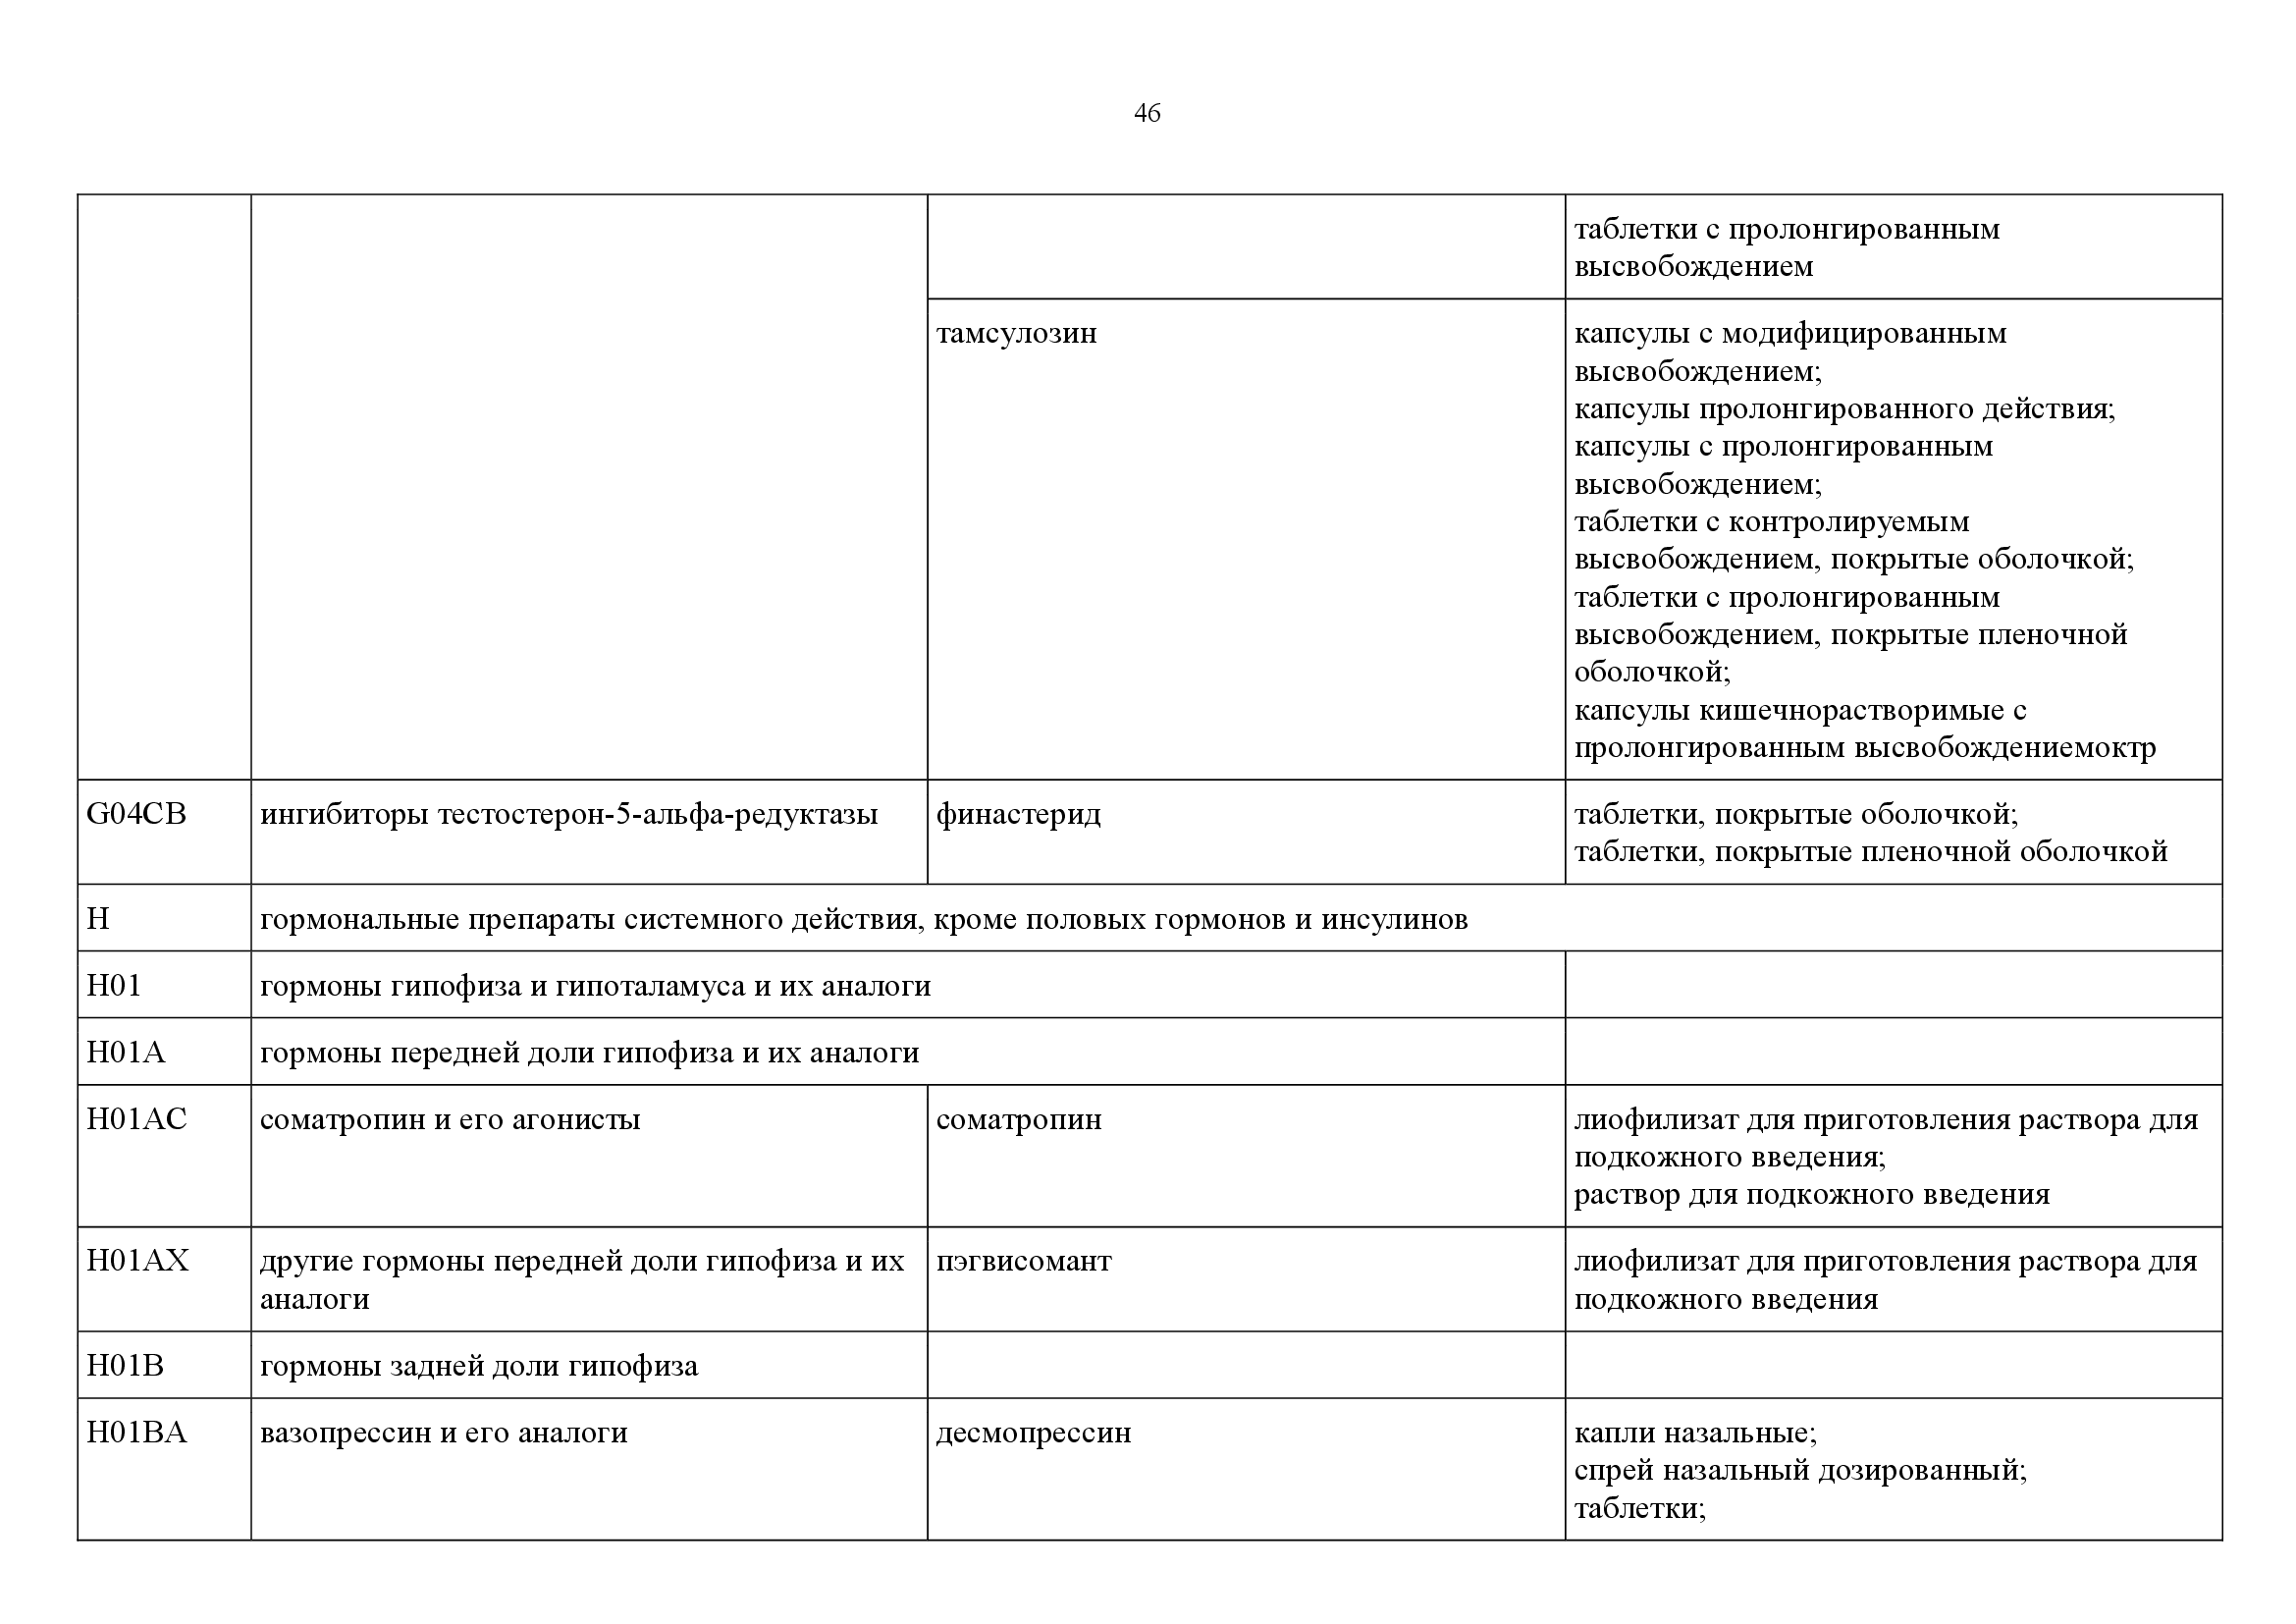 46
таблетки с пролонгированным
высвобождением
тамсулозин
капсулы с модифицированным
высвобождением;
капсулы пролонгированного действия;
капсулы с пролонгированным
высвобождением;
таблетки с контролируемым
высвобождением, покрытые оболочкой;
таблетки с пролонгированным
высвобождением, покрытые пленочной
оболочкой;
капсулы кишечнорастворимые с
пролонгированным высвобождениемоктр
G04CB
ингибиторы тестостерон-5-альфа-редуктазы
финастерид
таблетки, покрытые оболочкой;
таблетки, покрытые пленочной оболочкой
H
гормональные препараты системного действия, кроме половых гормонов и инсулинов
H01
гормоны гипофиза и гипоталамуса и их аналоги
H01A
гормоны передней доли гипофиза и их аналоги
H01AC
соматропин и его агонисты
соматропин
лиофилизат для приготовления раствора для
подкожного введения;
раствор для подкожного введения
H01AX
другие гормоны передней доли гипофиза и их
аналоги
пэгвисомант
лиофилизат для приготовления раствора для
подкожного введения
H01B
гормоны задней доли гипофиза
H01BA
вазопрессин и его аналоги
десмопрессин
капли назальные;
спрей назальный дозированный;
таблетки;